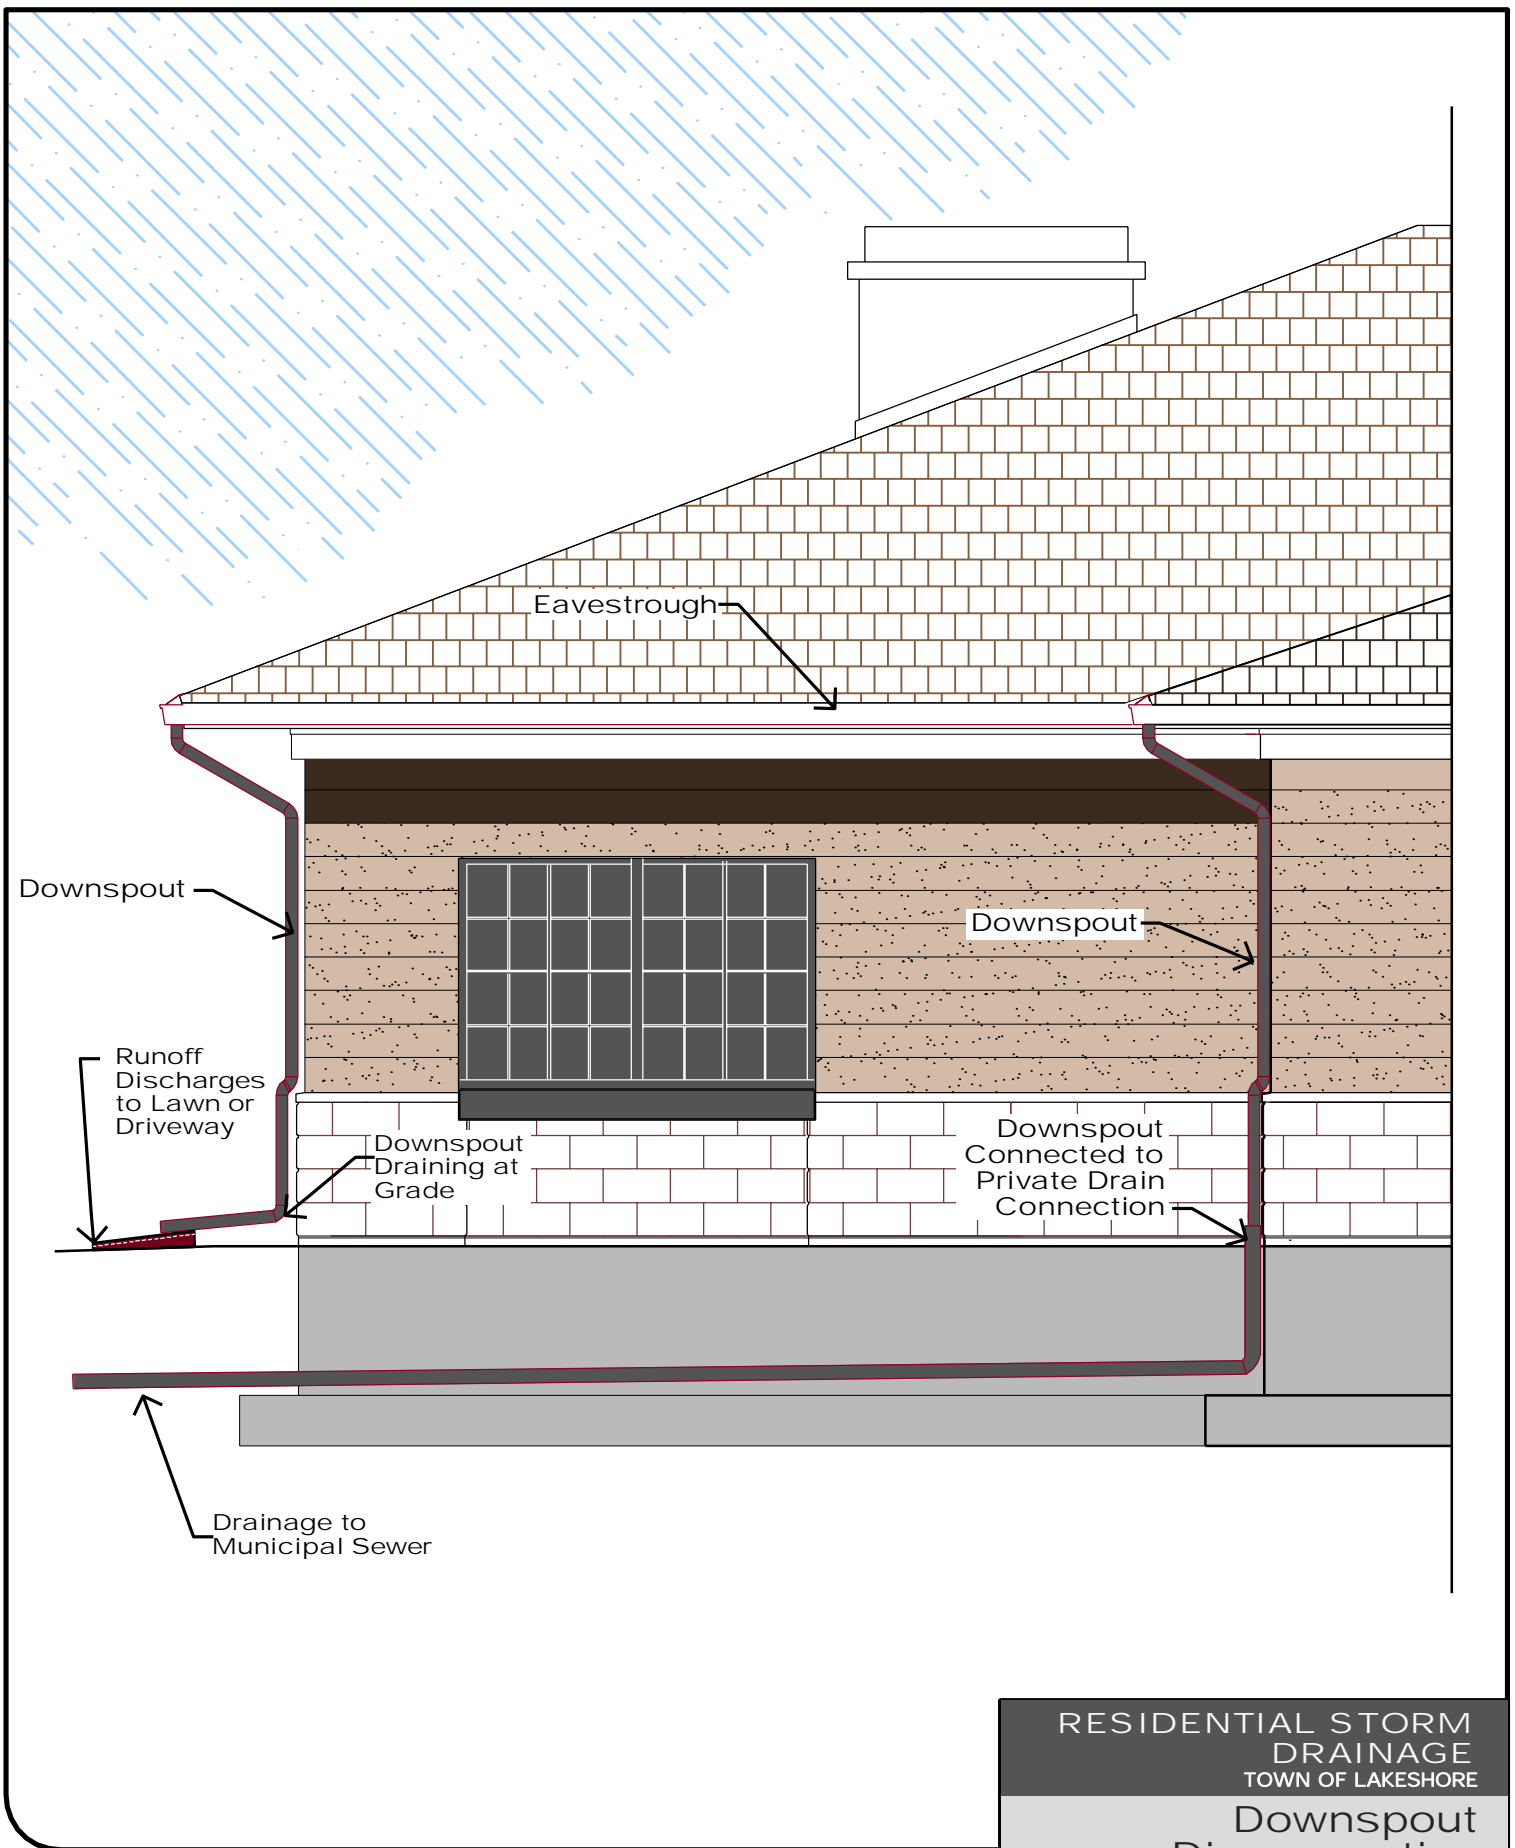 Eavestrough
Downspout
Downspout
Runoff
Discharges
to Lawn or
Driveway
Downspout
Draining at
Grade
Downspout
Connected to
Private Drain
Connection
Drainage to
Municipal Sewer
RESIDENTIAL STORM
DRAINAGE
TOWN OF LAKESHORE
Downspout